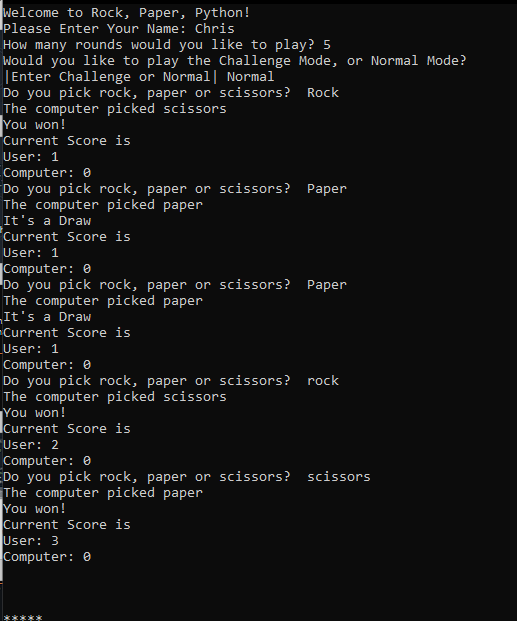 Welcome to Rock, Paper, Python!
Please Enter Your Name: Chris
How many rounds would you like to play? 5
Would you like to play the Challenge Mode, or Normal Mode?
|Enter Challenge or Normal| Normal
Do you pick rock, paper or scissors?  Rock
The computer picked scissors
You won!
Current Score is
User: 1
Computer: 0
Do you pick rock, paper or scissors?  Paper
The computer picked paper
It's a Draw
Current Score is
User: 1
Computer: 0
Do you pick rock, paper or scissors?  Paper
The computer picked paper
It's a Draw
Current Score is
User: 1
Computer: 0
Do you pick rock, paper or scissors?  rock
The computer picked scissors
You won!
Current Score is
User: 2
Computer: 0
Do you pick rock, paper or scissors?  scissors
The computer picked paper
You won!
Current Score is
User: 3
Computer: 0
*****